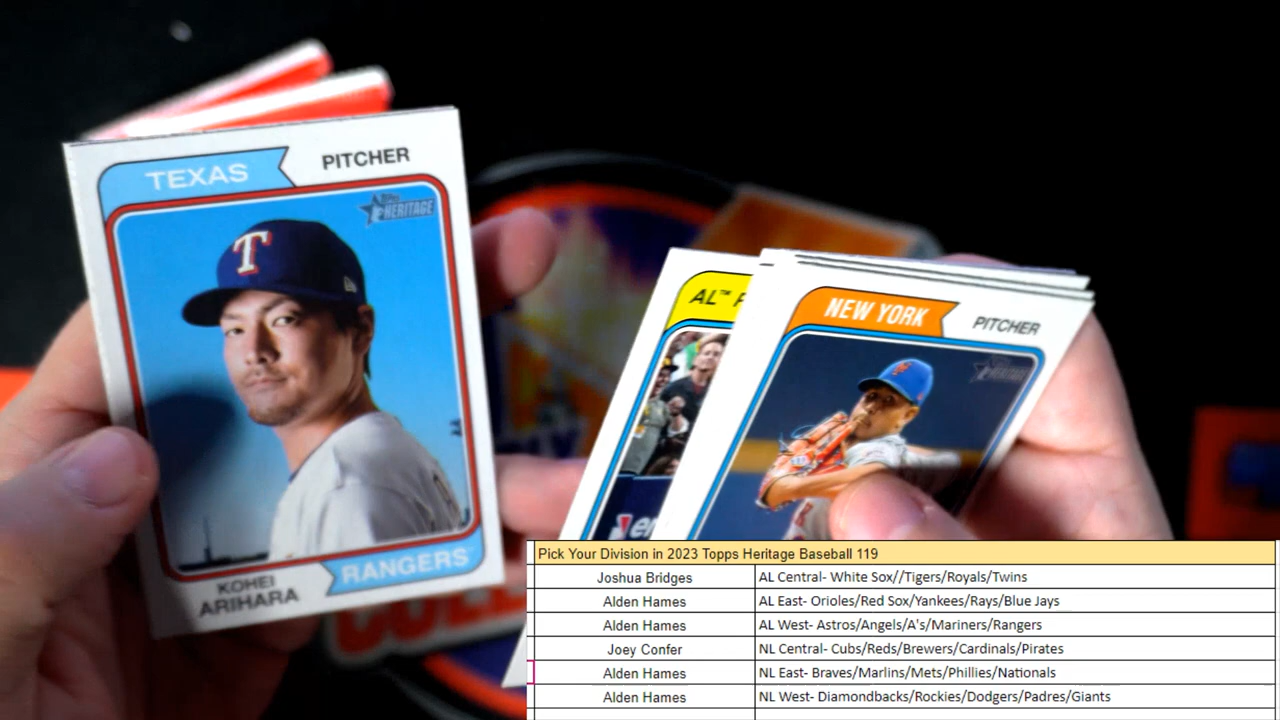 TEXAS
PITCHER
HERITAGE
T
KOHEI
ARIHARA
RANGERS
AL™
NEW YORK
PITCHER
HERITAGE
Pick Your Division in 2023 Topps Heritage Baseball 119
Joshua Bridges AL Central- White Sox//Tigers/Royals/Twins
Alden Hames AL East- Orioles/Red Sox/Yankees/Rays/Blue Jays
Alden Hames AL West- Astros/Angels/A's/Mariners/Rangers
Joey Confer NL Central- Cubs/Reds/Brewers/Cardinals/Pirates
Alden Hames NL East- Braves/Marlins/Mets/Phillies/Nationals
Alden Hames NL West- Diamondbacks/Rockies/Dodgers/Padres/Giants